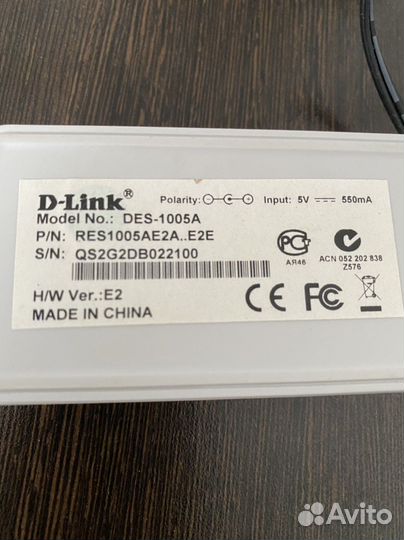 D-Link®
Polarity: Input: 5V 550mA
Model No.: DES-1005A
P/N: RES1005AE2A..E2E
S/N: QS2G2DB022100
АЯ46
ACN 052 202 838
Z576
H/W Ver.:E2
MADE IN CHINA
CE FC
Avito